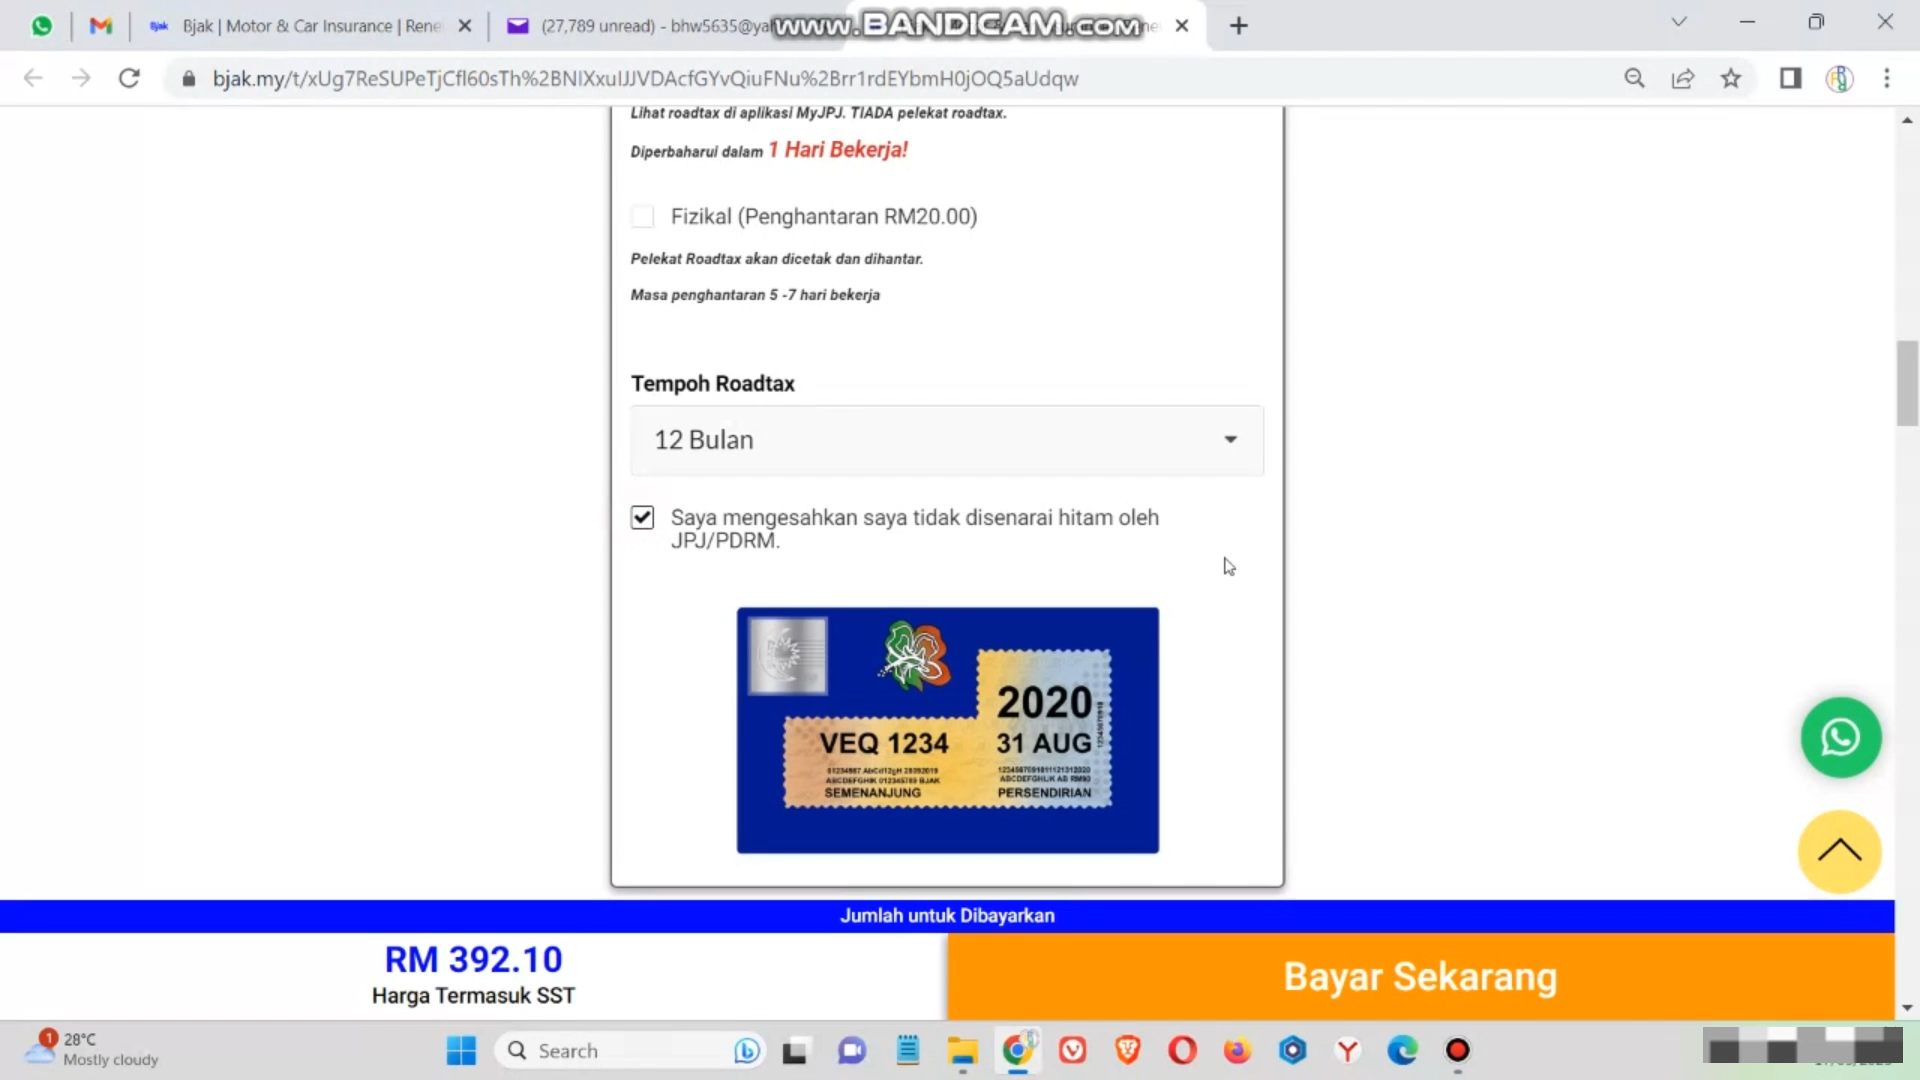 Bjak | Motor & Car Insurance | Rene
(27,789 unread) - bhw5635@ya
www.BANDICAM.com
bjak.my/t/xUg7ReSUPeTjCfl60sTh%2BNIXxuIJJVDAcfGYvQiuFNu%2Brr1rdEYbmH0jOQ5aUdqw
Lihat roadtax di aplikasi MyJPJ. TIADA pelekat roadtax.
Diperbaharui dalam 1 Hari Bekerja!
Fizikal (Penghantaran RM20.00)
Pelekat Roadtax akan dicetak dan dihantar.
Masa penghantaran 5 -7 hari bekerja
Tempoh Roadtax
12 Bulan
Saya mengesahkan saya tidak disenarai hitam oleh
JPJ/PDRM.
2020
VEQ 1234
31 AUG
SEMENANJUNG
PERSENDIRIAN
Jumlah untuk Dibayarkan
RM 392.10
Harga Termasuk SST
Bayar Sekarang
1
28°C
Mostly cloudy
Search